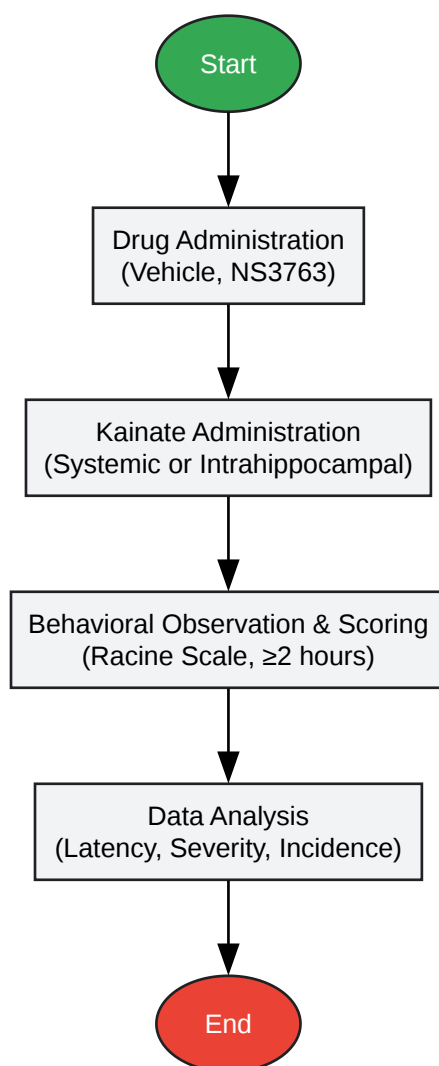 Start
Drug Administration
(Vehicle, NS3763)
Kainate Administration
(Systemic or Intrahippocampal)
Behavioral Observation & Scoring
(Racine Scale, ≥2 hours)
Data Analysis
(Latency, Severity, Incidence)
End